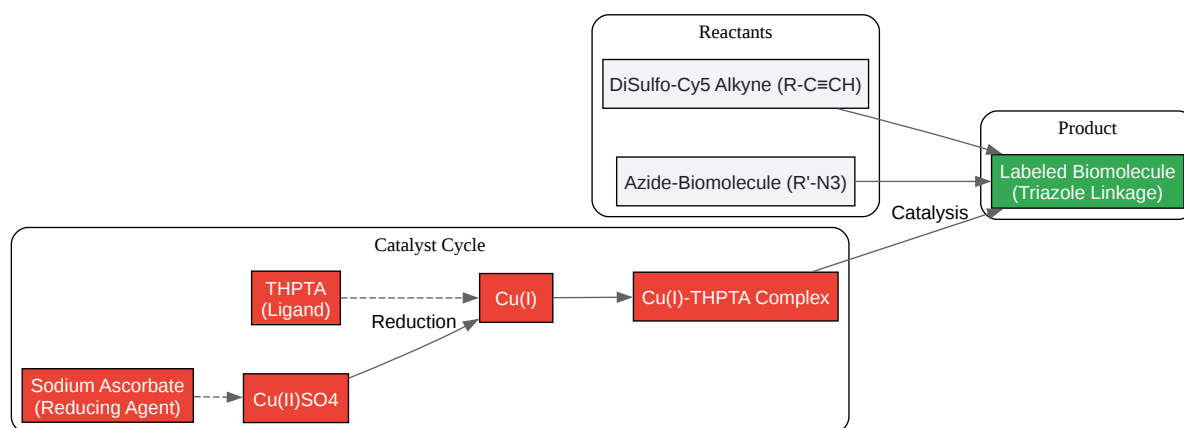 Reactants
DiSulfo-Cy5 Alkyne (R-C≡CH)
Azide-Biomolecule (R'-N3)
Product
Labeled Biomolecule
(Triazole Linkage)
Catalysis
Catalyst Cycle
THPTA
(Ligand)
Cu(I)
Cu(I)-THPTA Complex
Reduction
Sodium Ascorbate
(Reducing Agent)
Cu(II)SO4